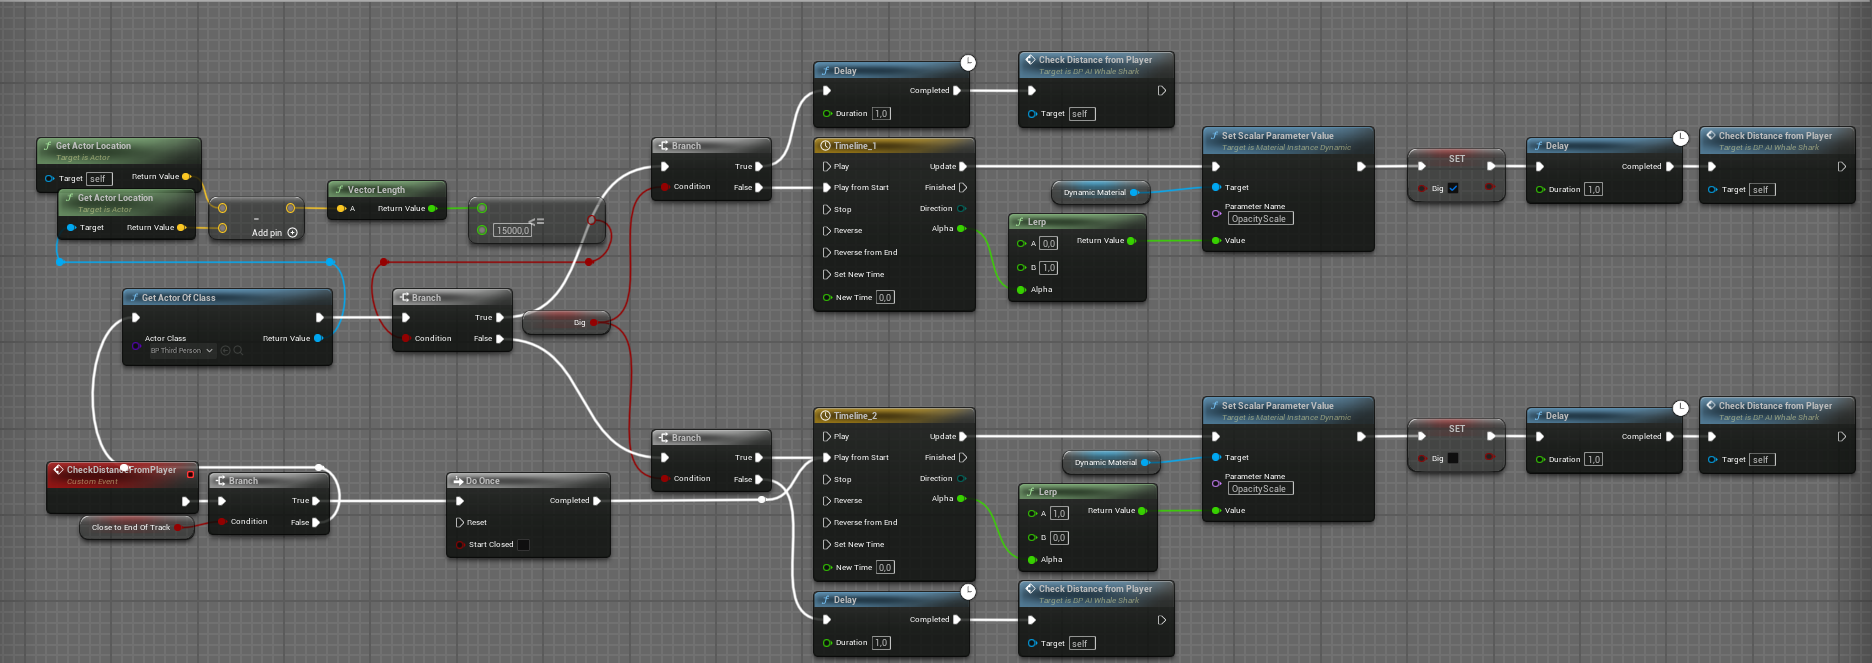 Delay
Completed
Duration 1,0
Check Distance from Player
Target is BP AI Whale Shark
Target self
Get Actor Location
Target is Actor
Target self
Return Value
Get Actor Location
Target is Actor
Target
Return Value
-
Add pin
Vector Length
A
Return Value
<=
15000,0
Branch
True
Condition
False
Timeline_1
Play
Update
Play from Start
Finished
Stop
Direction
Reverse
Alpha
Reverse from End
Set New Time
New Time 0,0
Dynamic Material
Lerp
A 0,0
Return Value
B 1,0
Alpha
Set Scalar Parameter Value
Target is Material Instance Dynamic
Target
Parameter Name
OpacityScale
Value
SET
Big
Delay
Completed
Duration 1,0
Check Distance from Player
Target is BP AI Whale Shark
Target self
Get Actor Of Class
Actor Class
BP Third Person
Return Value
Branch
True
Condition
False
Big
CheckDistanceFromPlayer
Custom Event
Close to End Of Track
Branch
True
Condition
False
Do Once
Completed
Reset
Start Closed
Branch
True
Condition
False
Timeline_2
Play
Update
Play from Start
Finished
Stop
Direction
Reverse
Alpha
Reverse from End
Set New Time
New Time 0,0
Dynamic Material
Lerp
A 1,0
Return Value
B 0,0
Alpha
Set Scalar Parameter Value
Target is Material Instance Dynamic
Target
Parameter Name
OpacityScale
Value
SET
Big
Delay
Completed
Duration 1,0
Check Distance from Player
Target is BP AI Whale Shark
Target self
Delay
Completed
Duration 1,0
Check Distance from Player
Target is BP AI Whale Shark
Target self